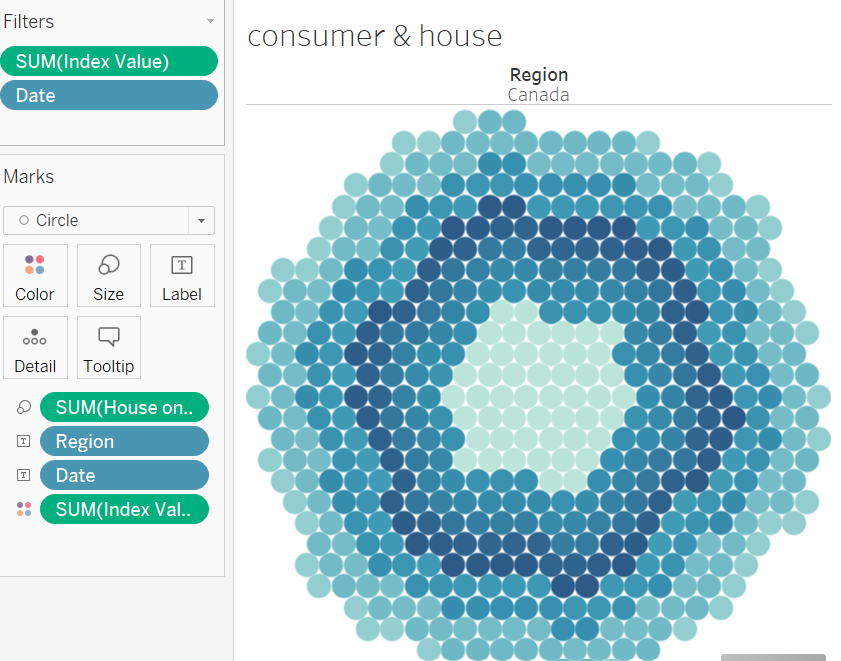 Filters
SUM(Index Value)
Date
Marks
Circle
Color
Size
T
Label
Detail
Tooltip
SUM(House on..
T
Region
T
Date
SUM(Index Val..
consumer & house
Region
Canada